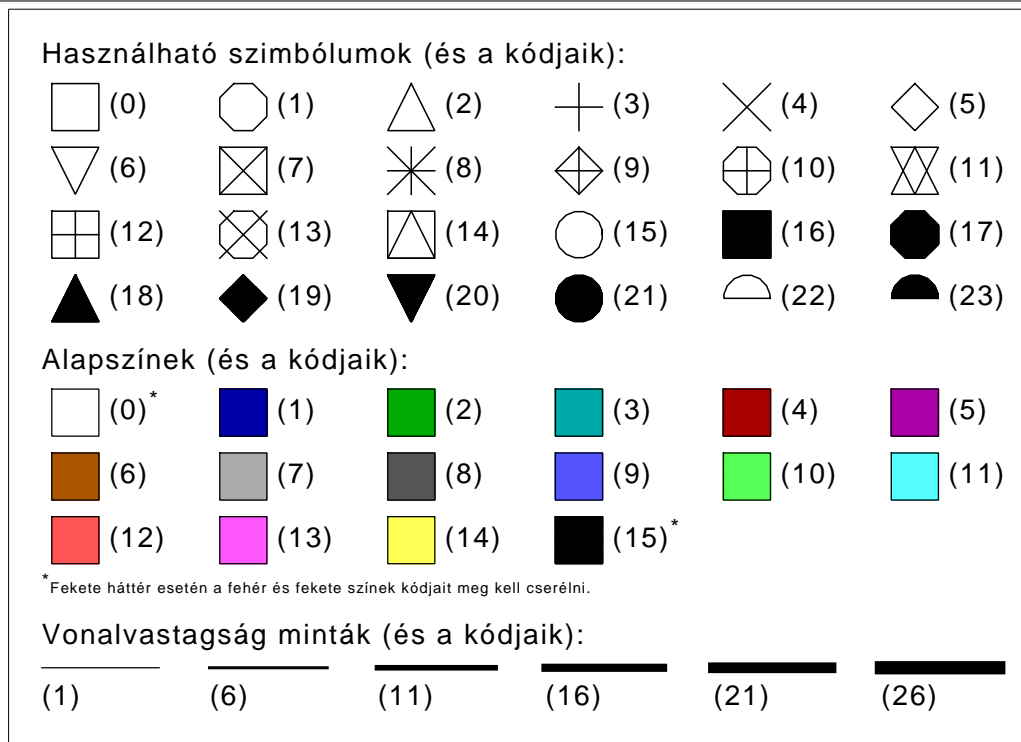 Használható szimbólumok (és a kódjaik):
(0) (1) (2) (3) (4) (5)
(6) (7) (8) (9) (10) (11)
(12) (13) (14) (15) (16) (17)
(18) (19) (20) (21) (22) (23)
Alapszínek (és a kódjaik):
(0)* (1) (2) (3) (4) (5)
(6) (7) (8) (9) (10) (11)
(12) (13) (14) (15)*
*Fekete háttér esetén a fehér és fekete színek kódjait meg kell cserélni.
Vonalvastagság minták (és a kódjaik):
(1) (6) (11) (16) (21) (26)